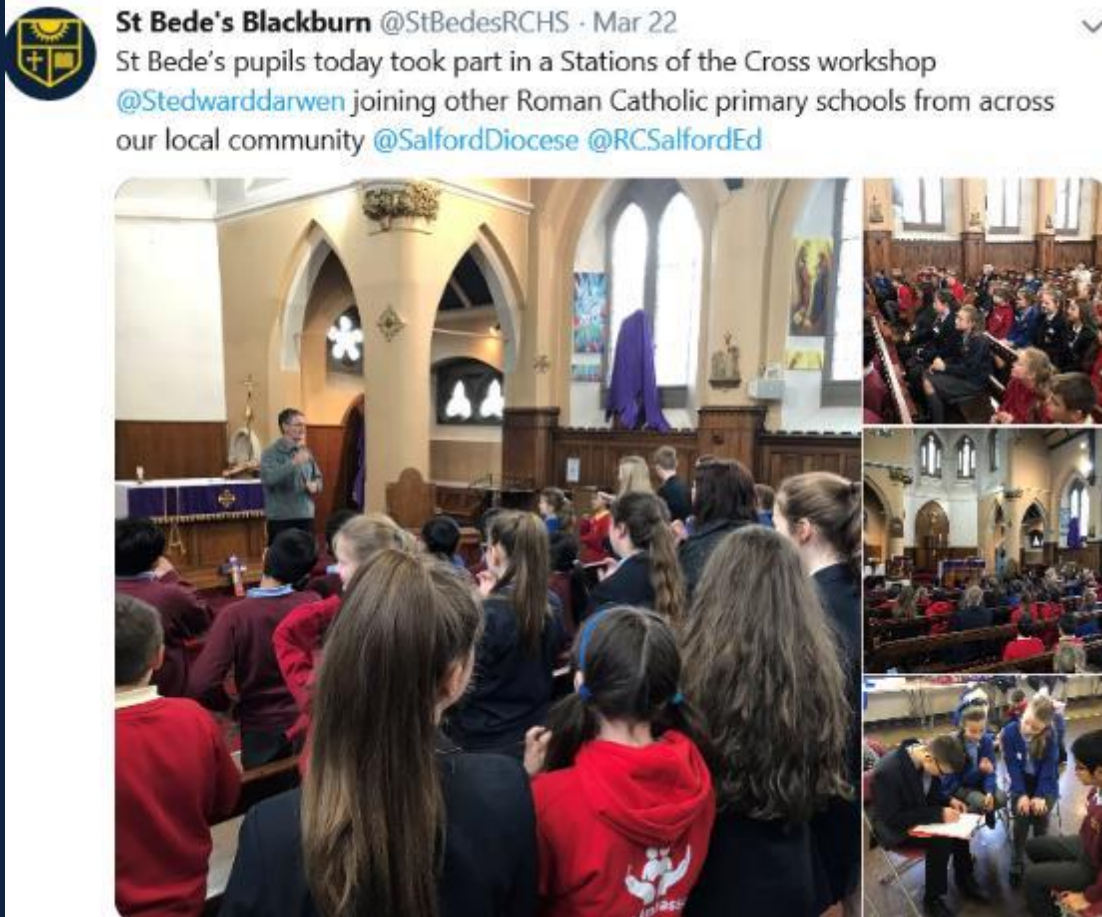 St Bede's Blackburn @StBedesRCHS · Mar 22
St Bede's pupils today took part in a Stations of the Cross workshop
@Stedwarddarwen joining other Roman Catholic primary schools from across
our local community @SalfordDiocese @RCSalfordEd